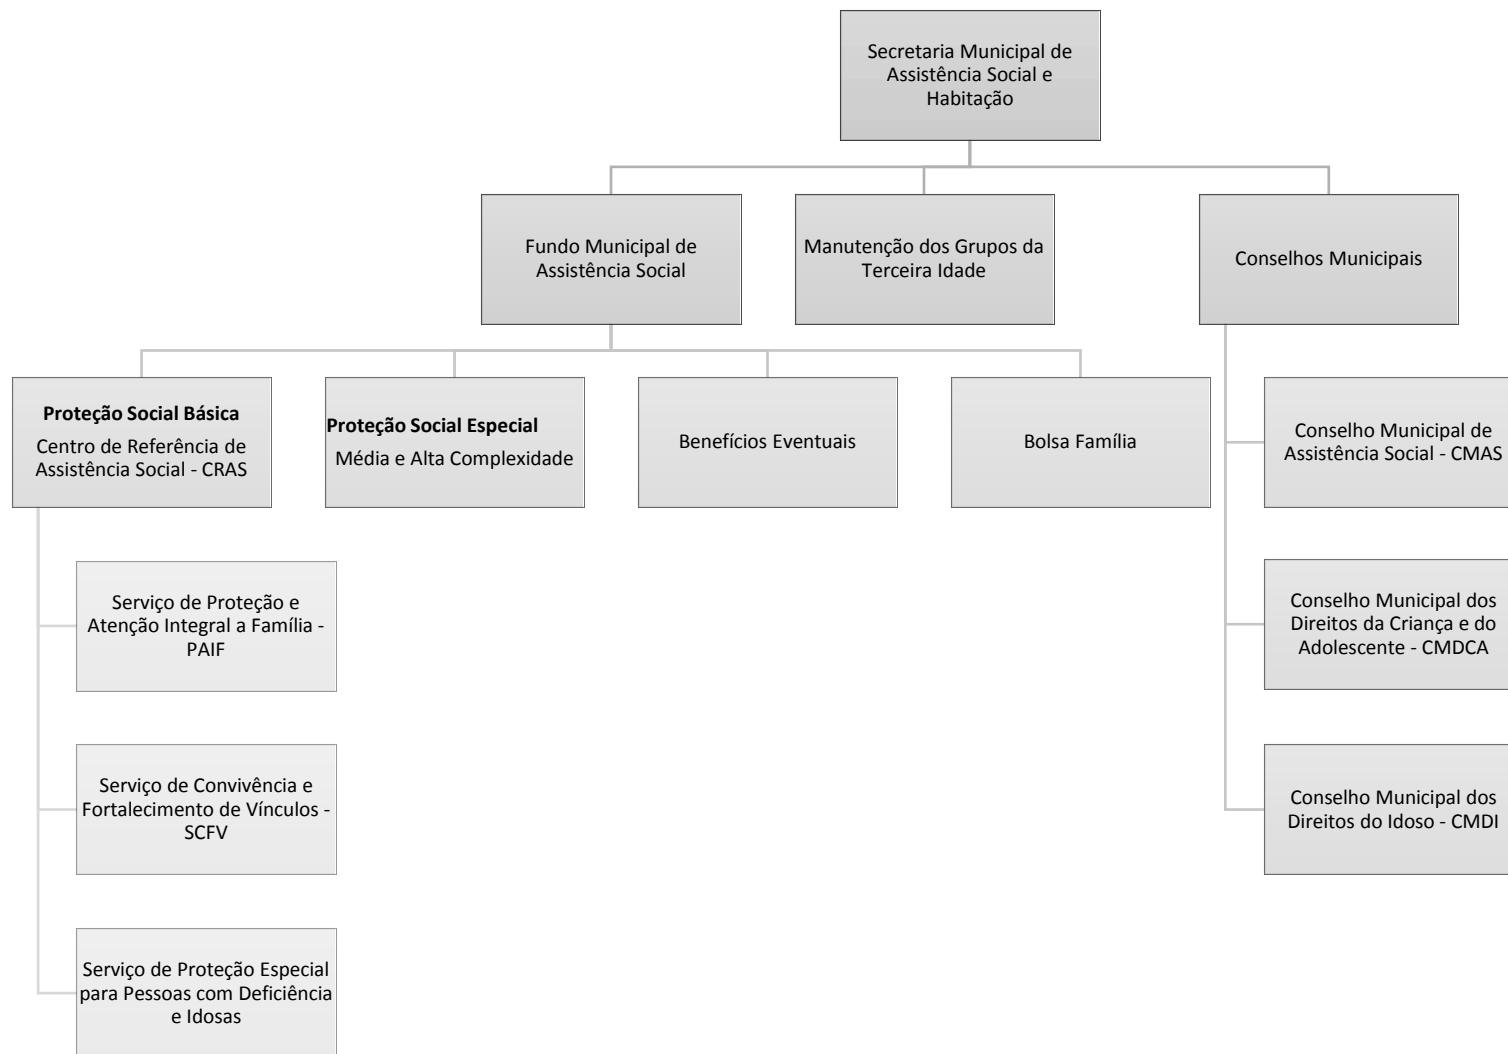 Secretaria Municipal de
Assistência Social e
Habitação
Fundo Municipal de
Assistência Social
Manutenção dos Grupos da
Terceira Idade
Conselhos Municipais
Proteção Social Básica
Centro de Referência de
Assistência Social - CRAS
Proteção Social Especial
Média e Alta Complexidade
Benefícios Eventuais
Bolsa Família
Conselho Municipal de
Assistência Social - CMAS
Serviço de Proteção e
Atenção Integral a Família -
PAIF
Conselho Municipal dos
Direitos da Criança e do
Adolescente - CMDCA
Serviço de Convivência e
Fortalecimento de Vínculos -
SCFV
Conselho Municipal dos
Direitos do Idoso - CMDI
Serviço de Proteção Especial
para Pessoas com Deficiência
e Idosas